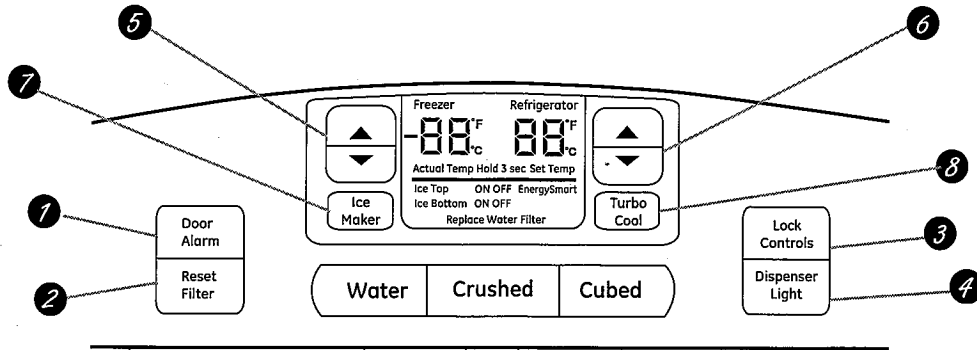 5
6
7
8
1
2
3
4
Freezer Refrigerator
-88 °F °C 88 °F °C
Actual Temp Hold 3 sec Set Temp
Ice Top ON OFF EnergySmart
Ice Bottom ON OFF
Replace Water Filter
Ice
Maker
Turbo
Cool
Door
Alarm
Reset
Filter
Lock
Controls
Dispenser
Light
Water Crushed Cubed